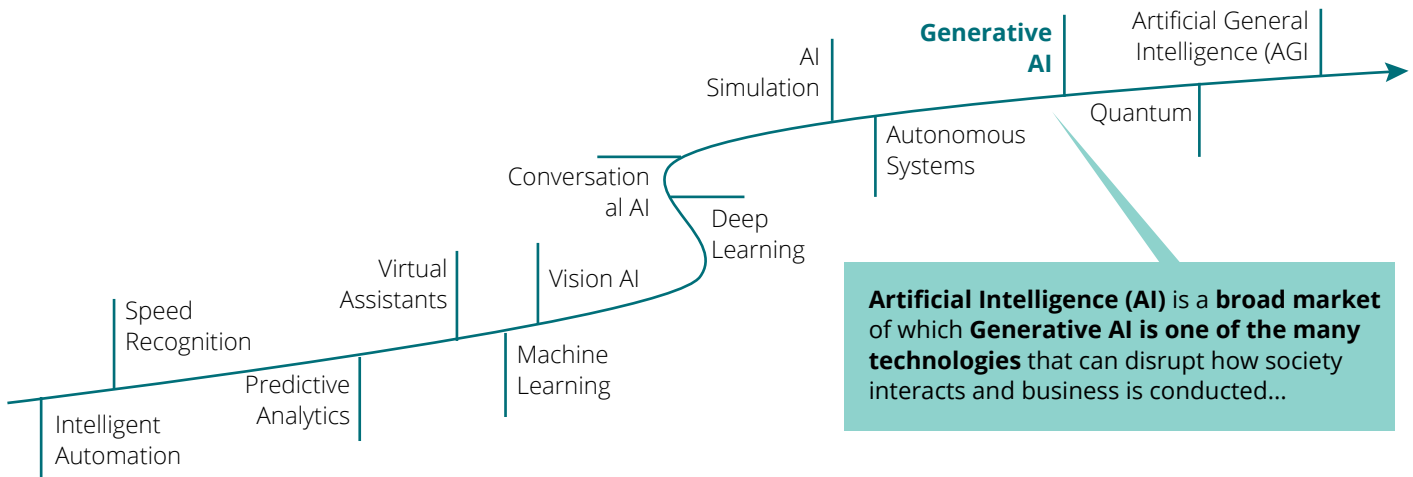 Intelligent
Automation
Speed
Recognition
Predictive
Analytics
Virtual
Assistants
Machine
Learning
Vision AI
Deep
Learning
Conversation
al AI
AI
Simulation
Autonomous
Systems
Generative
AI
Quantum
Artificial General
Intelligence (AGI
Artificial Intelligence (AI) is a broad market
of which Generative AI is one of the many
technologies that can disrupt how society
interacts and business is conducted...